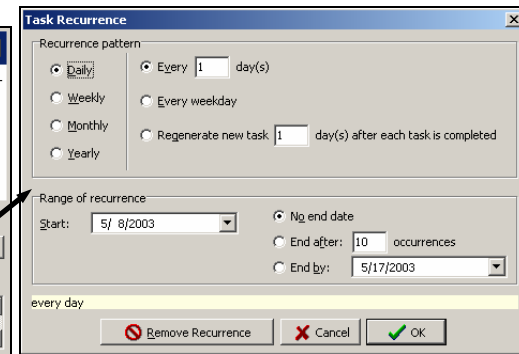 Task Recurrence
Recurrence pattern
Daily
Weekly
Monthly
Yearly
Every 1 day(s)
Every weekday
Regenerate new task 1 day(s) after each task is completed
Range of recurrence
Start: 5/ 8/2003
No end date
End after: 10 occurrences
End by: 5/17/2003
every day
Remove Recurrence Cancel OK